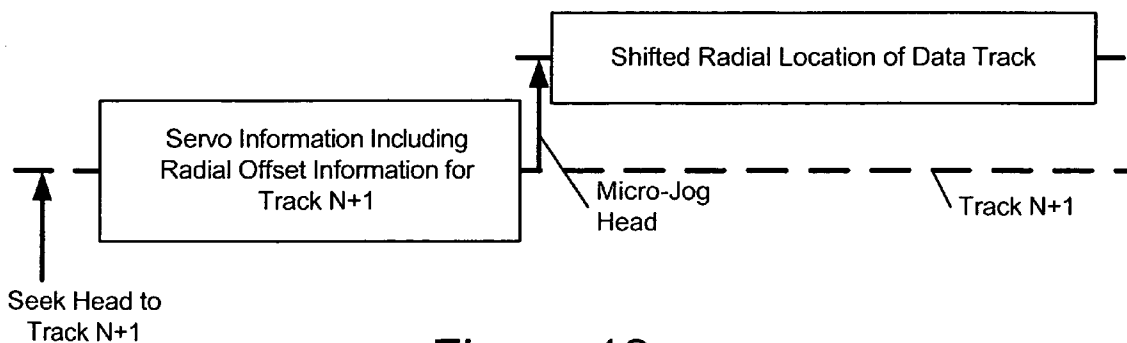 Shifted Radial Location of Data Track
Servo Information Including
Radial Offset Information for
Track N+1
Micro-Jog
Head
Track N+1
Seek Head to
Track N+1